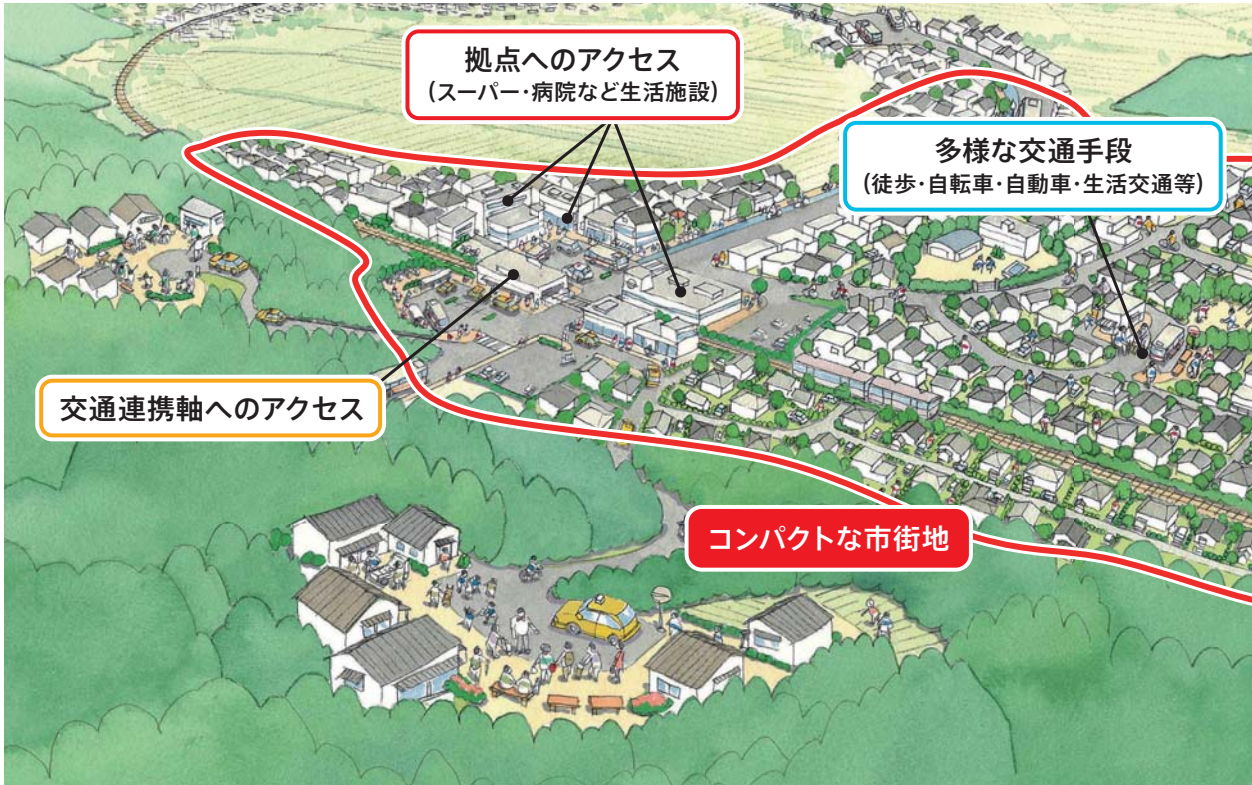 拠点へのアクセス
(スーパー・病院など生活施設)
多様な交通手段
(徒歩・自転車・自動車・生活交通等)
交通連携軸へのアクセス
コンパクトな市街地